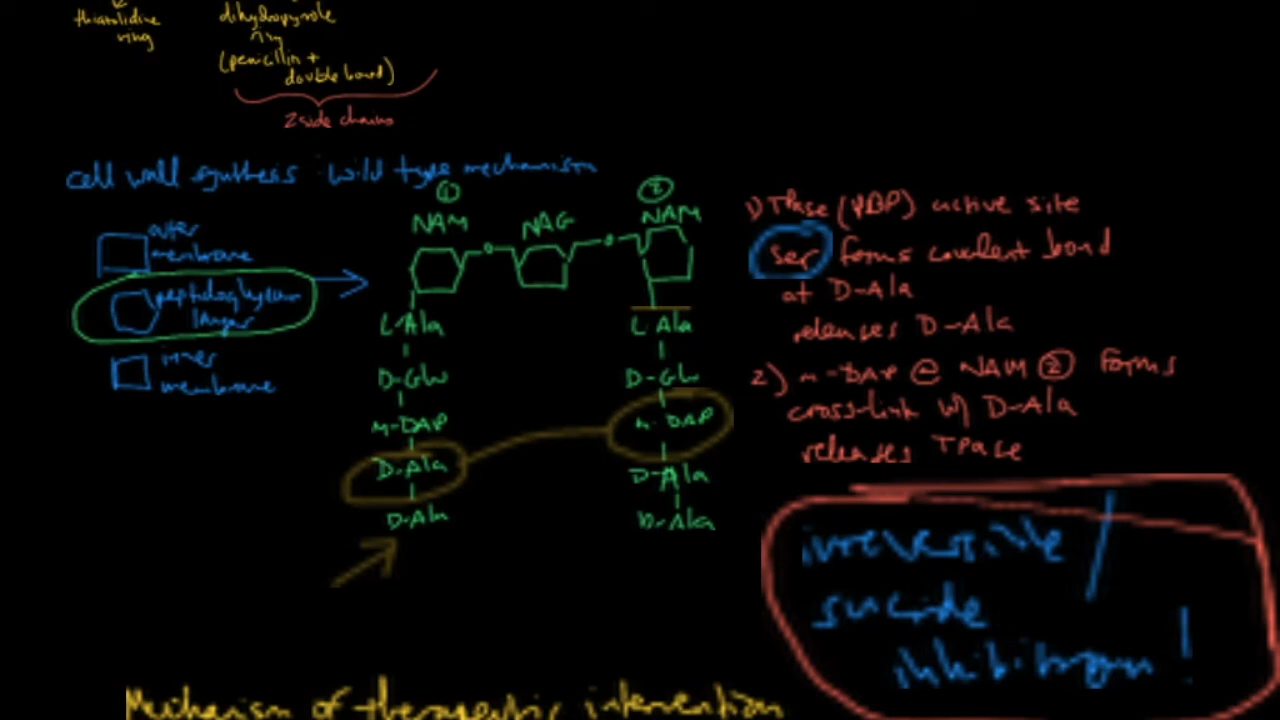 thiazolidine
ring
dihydropyrole
ring
(penicillin +
double bond)
2 side chains
cell wall synthesis : wild type mechanism
outer
membrane
peptidoglycan
layer
inner
membrane
① ②
NAM NAG NAM
L-Ala L Ala
D-Glu D-Glu
m-DAP m-DAP
D-Ala D-Ala
D-Ala D-Ala
1) TPase (PBP) active site
ser forms covalent bond
at D-Ala
releases D-Ala
2) m-DAP @ NAM ② forms
cross-link w/ D-Ala
releases TPase
irreversible /
suicide
inhibition !
Mechanism of therapeutic intervention